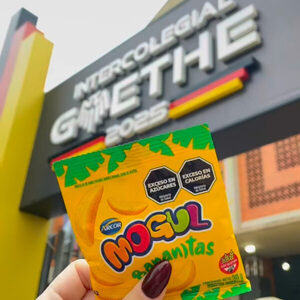 INTERCOLEGIAL
GOETHE
2025
EXCESO EN
AZÚCARES
EXCESO EN
CALORÍAS
ARCOR
MOGUL
BANANITAS